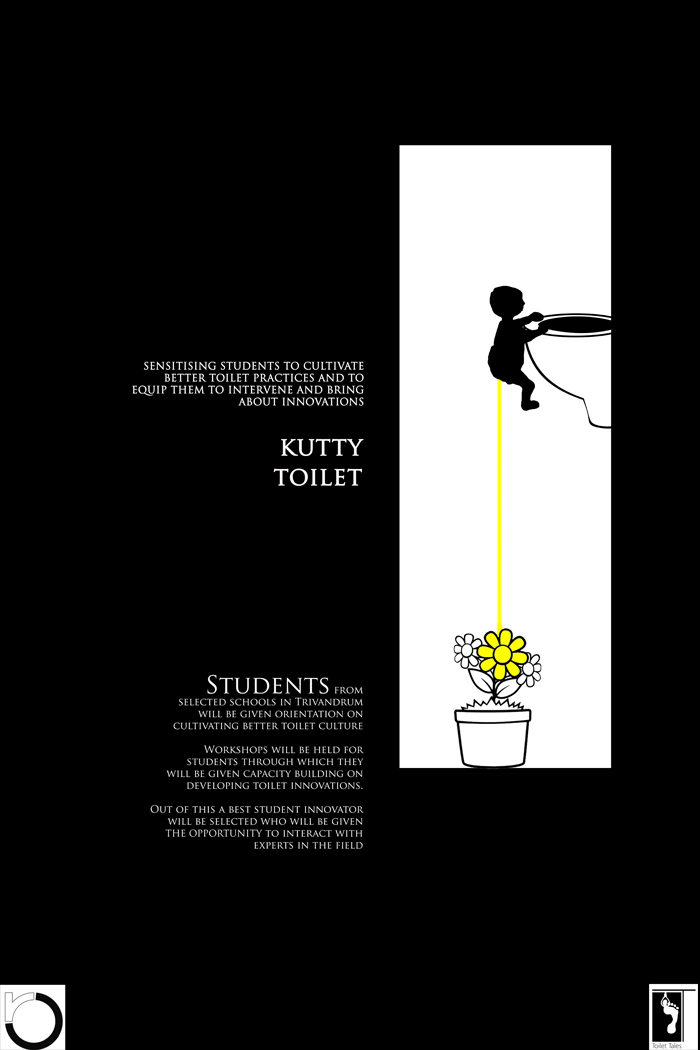 SENSITISING STUDENTS TO CULTIVATE
BETTER TOILET PRACTICES AND TO
EQUIP THEM TO INTERVENE AND BRING
ABOUT INNOVATIONS
KUTTY
TOILET
STUDENTS FROM
SELECTED SCHOOLS IN TRIVANDRUM
WILL BE GIVEN ORIENTATION ON
CULTIVATING BETTER TOILET CULTURE
WORKSHOPS WILL BE HELD FOR
STUDENTS THROUGH WHICH THEY
WILL BE GIVEN CAPACITY BUILDING ON
DEVELOPING TOILET INNOVATIONS.
OUT OF THIS A BEST STUDENT INNOVATOR
WILL BE SELECTED WHO WILL BE GIVEN
THE OPPORTUNITY TO INTERACT WITH
EXPERTS IN THE FIELD
Toilet Tales